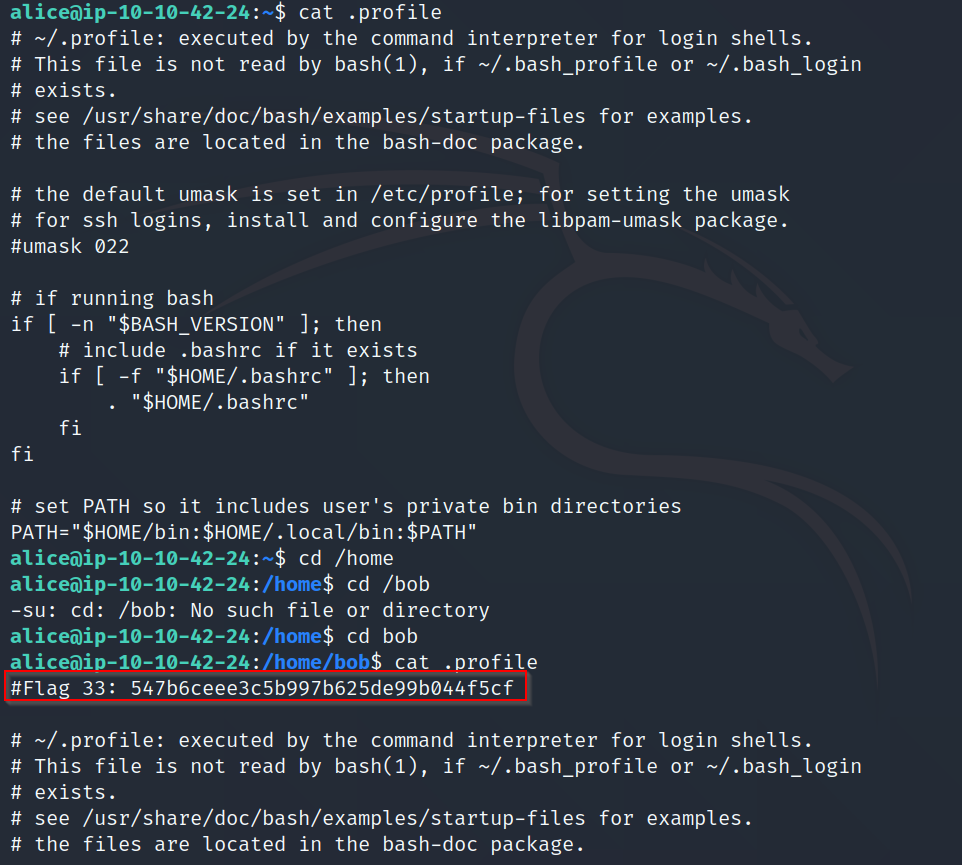 alice@ip-10-10-42-24:~$ cat .profile
# ~/.profile: executed by the command interpreter for login shells.
# This file is not read by bash(1), if ~/.bash_profile or ~/.bash_login
# exists.
# see /usr/share/doc/bash/examples/startup-files for examples.
# the files are located in the bash-doc package.

# the default umask is set in /etc/profile; for setting the umask
# for ssh logins, install and configure the libpam-umask package.
#umask 022

# if running bash
if [ -n "$BASH_VERSION" ]; then
    # include .bashrc if it exists
    if [ -f "$HOME/.bashrc" ]; then
        . "$HOME/.bashrc"
    fi
fi

# set PATH so it includes user's private bin directories
PATH="$HOME/bin:$HOME/.local/bin:$PATH"
alice@ip-10-10-42-24:~$ cd /home
alice@ip-10-10-42-24:/home$ cd /bob
-su: cd: /bob: No such file or directory
alice@ip-10-10-42-24:/home$ cd bob
alice@ip-10-10-42-24:/home/bob$ cat .profile
#Flag 33: 547b6ceee3c5b997b625de99b044f5cf

# ~/.profile: executed by the command interpreter for login shells.
# This file is not read by bash(1), if ~/.bash_profile or ~/.bash_login
# exists.
# see /usr/share/doc/bash/examples/startup-files for examples.
# the files are located in the bash-doc package.